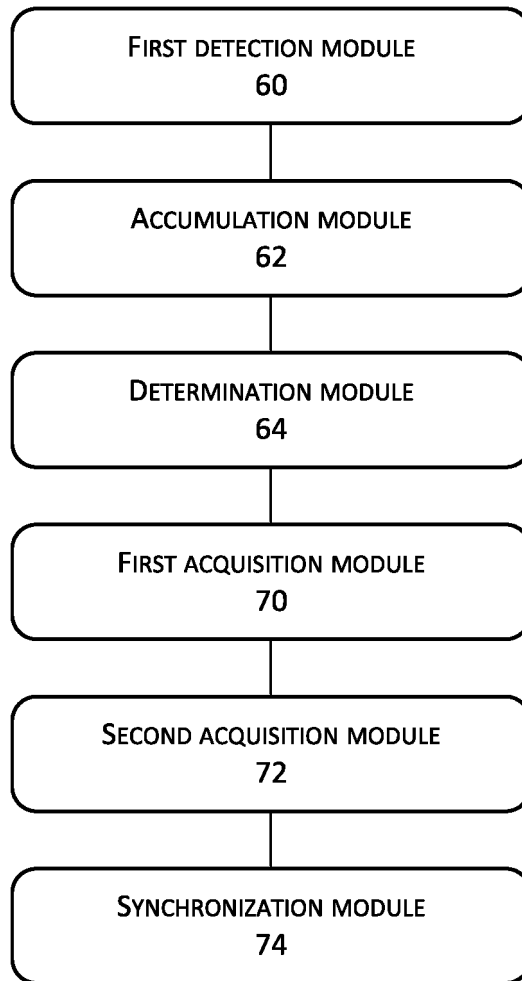 FIRST DETECTION MODULE
60
ACCUMULATION MODULE
62
DETERMINATION MODULE
64
FIRST ACQUISITION MODULE
70
SECOND ACQUISITION MODULE
72
SYNCHRONIZATION MODULE
74